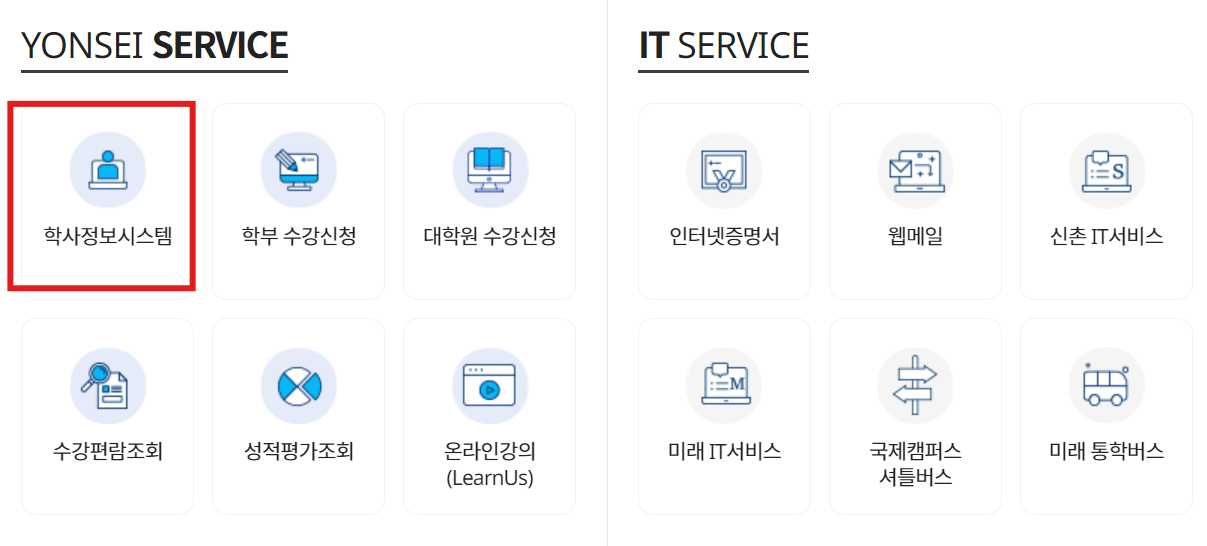 YONSEI SERVICE
학사정보시스템
학부 수강신청
대학원 수강신청
수강편람조회
성적평가조회
온라인강의
(LearnUs)
IT SERVICE
인터넷증명서
웹메일
S
신촌 IT서비스
M
미래 IT서비스
국제캠퍼스
셔틀버스
미래 통학버스